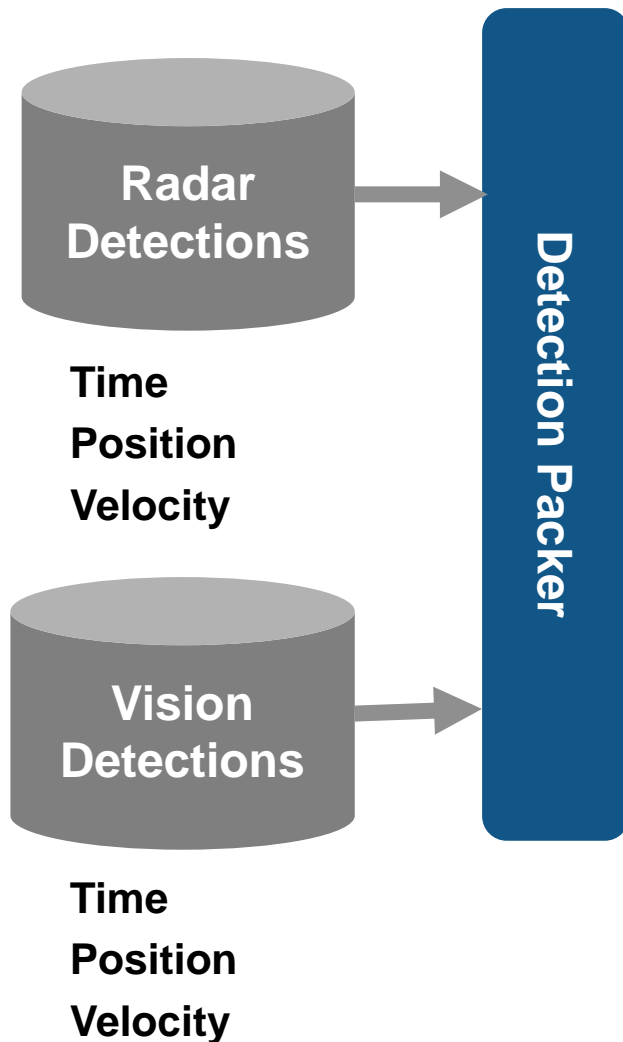 Radar
Detections
Time
Position
Velocity
Vision
Detections
Time
Position
Velocity
Detection Packer